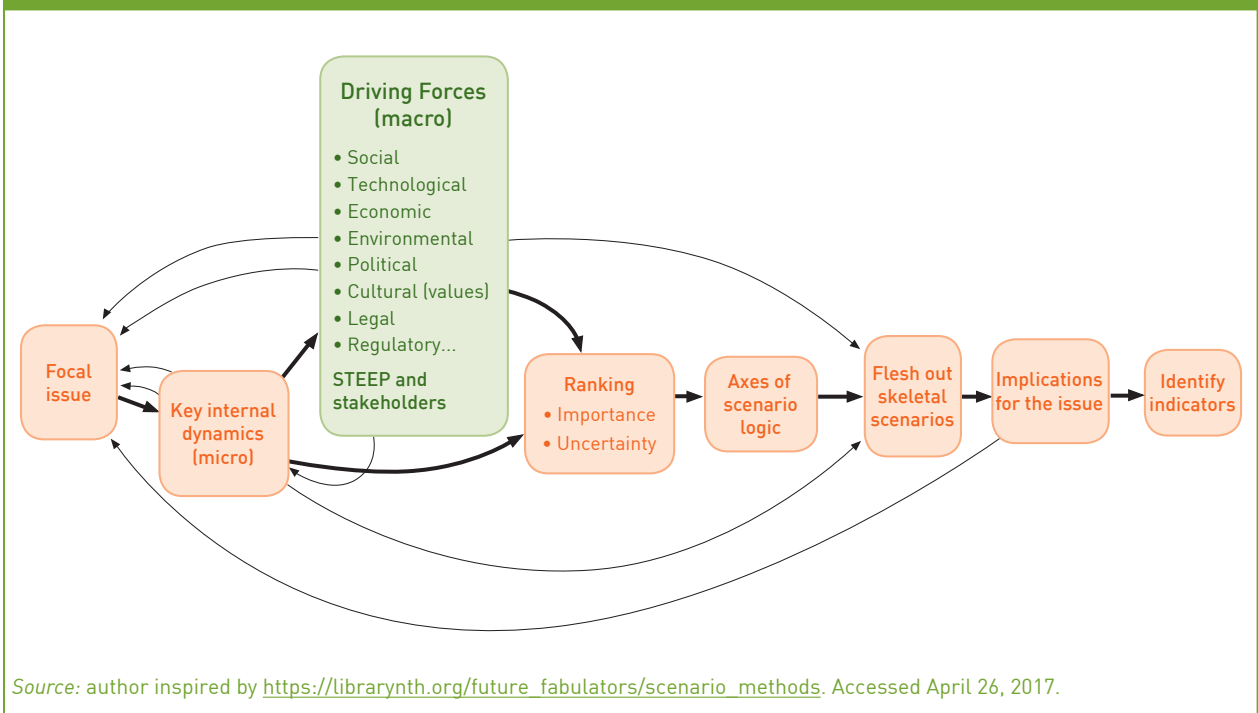 Focal
issue
Key internal
dynamics
(micro)
Driving Forces
(macro)
• Social
• Technological
• Economic
• Environmental
• Political
• Cultural (values)
• Legal
• Regulatory...
STEEP and
stakeholders
Ranking
• Importance
• Uncertainty
Axes of
scenario
logic
Flesh out
skeletal
scenarios
Implications
for the issue
Identify
indicators
Source: author inspired by https://librarynth.org/future_fabulators/scenario_methods. Accessed April 26, 2017.